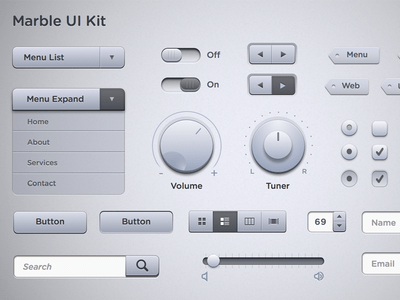 Marble UI Kit
Menu List
Off
Menu
Menu Expand
On
Web
Home
About
Services
Contact
- +
Volume
L R
Tuner
Button
Button
69
Name
Search
Email